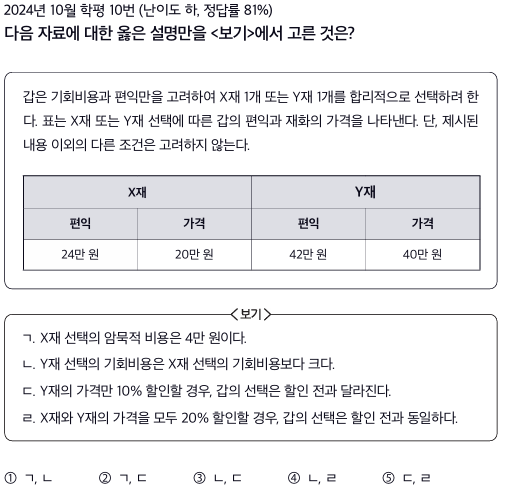 2024년 10월 학평 10번 (난이도 하, 정답률 81%)
다음 자료에 대한 옳은 설명만을 <보기>에서 고른 것은?
갑은 기회비용과 편익만을 고려하여 X재 1개 또는 Y재 1개를 합리적으로 선택하려 한
다. 표는 X재 또는 Y재 선택에 따른 갑의 편익과 재화의 가격을 나타낸다. 단, 제시된
내용 이외의 다른 조건은 고려하지 않는다.
X재 Y재
편익 가격 편익 가격
24만 원 20만 원 42만 원 40만 원
<보기>
ㄱ. X재 선택의 암묵적 비용은 4만 원이다.
ㄴ. Y재 선택의 기회비용은 X재 선택의 기회비용보다 크다.
ㄷ. Y재의 가격만 10% 할인할 경우, 갑의 선택은 할인 전과 달라진다.
ㄹ. X재와 Y재의 가격을 모두 20% 할인할 경우, 갑의 선택은 할인 전과 동일하다.
① ㄱ, ㄴ ② ㄱ, ㄷ ③ ㄴ, ㄷ ④ ㄴ, ㄹ ⑤ ㄷ, ㄹ